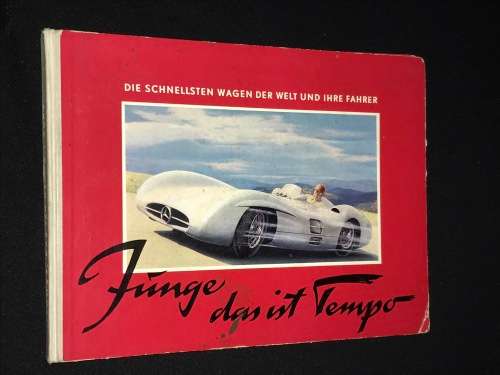 DIE SCHNELLSTEN WAGEN DER WELT UND IHRE FAHRER
Junge
das ist Tempo